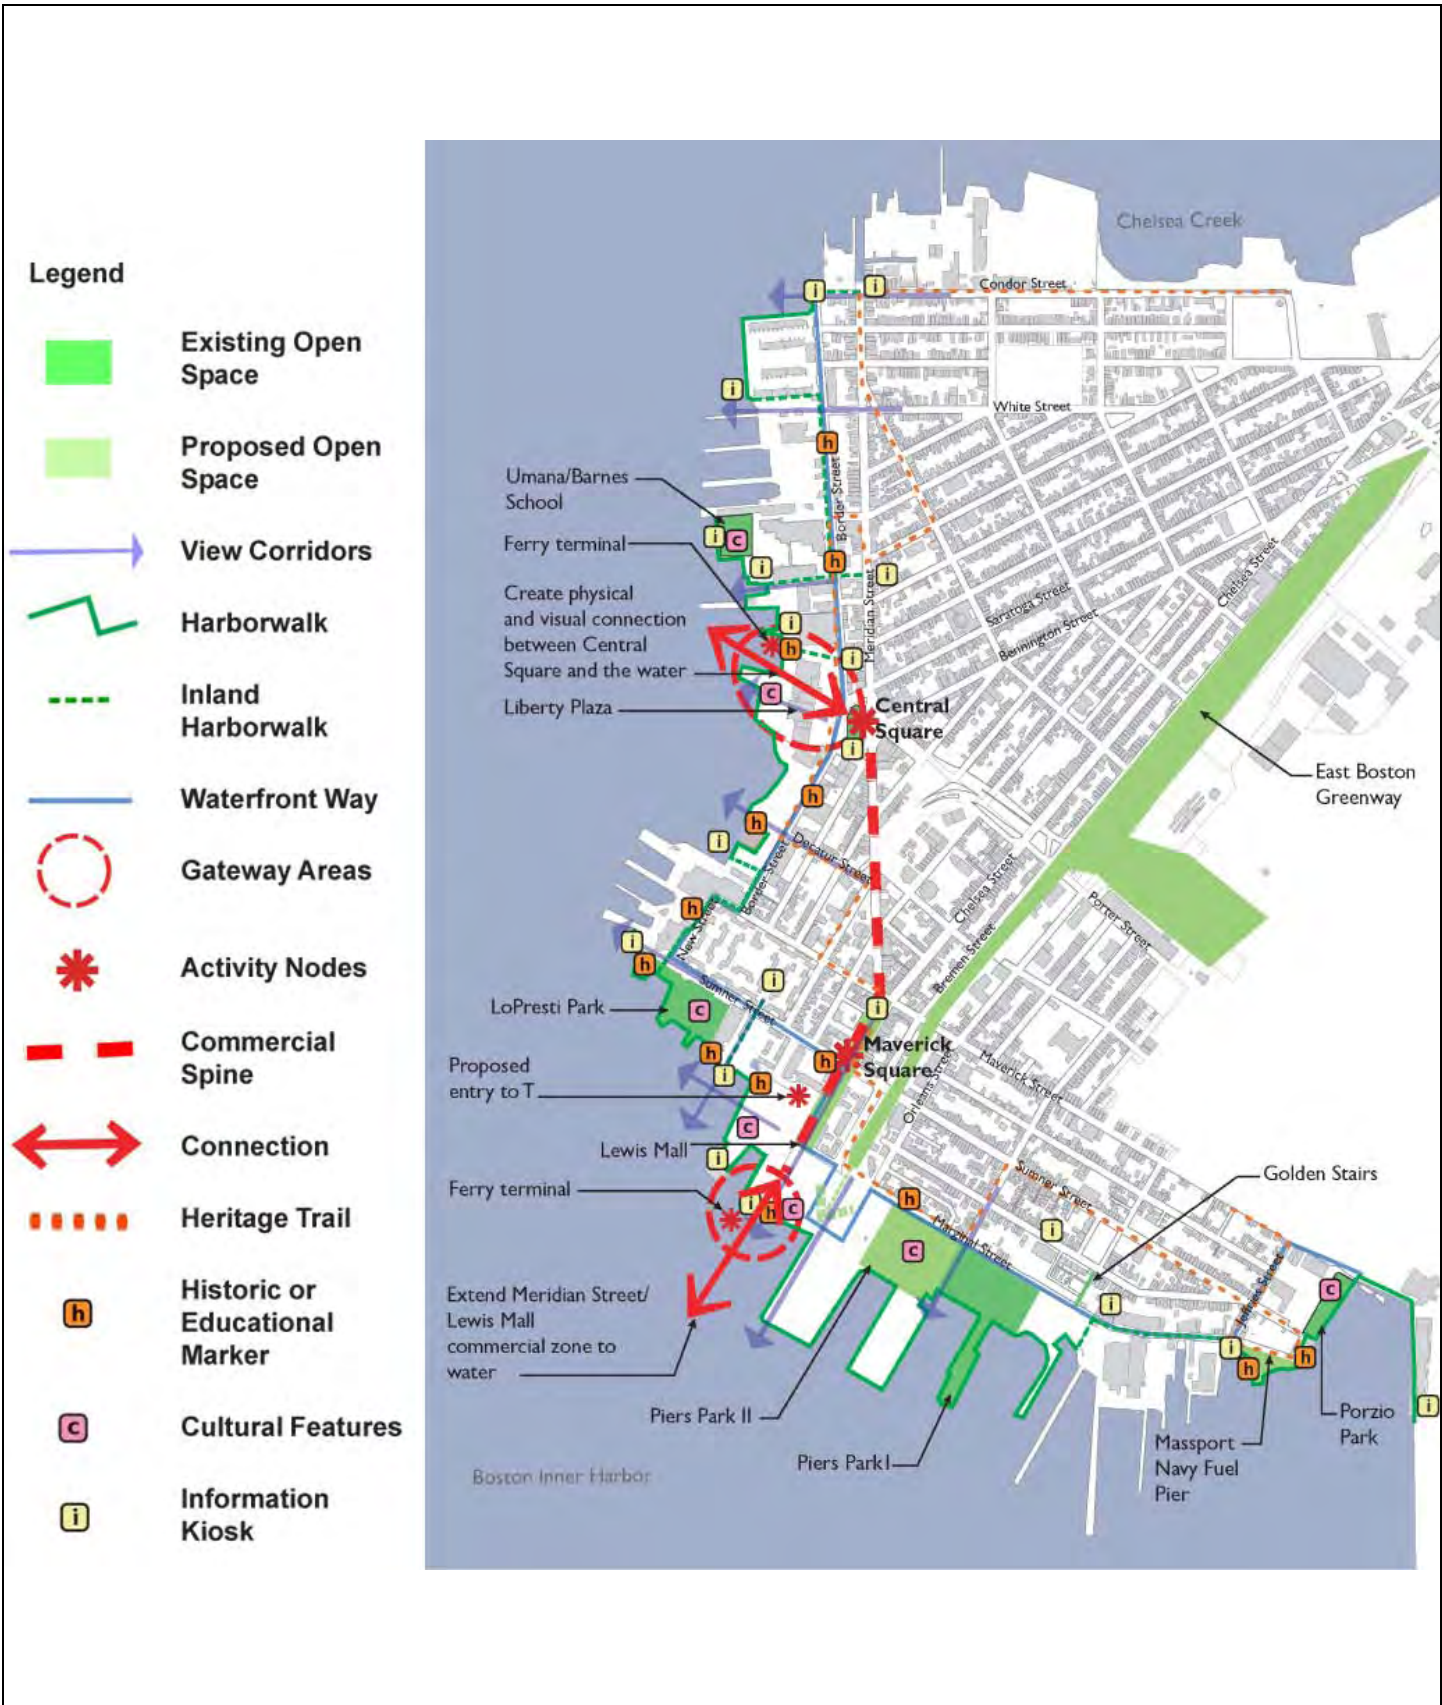 Legend
Existing Open
Space
Proposed Open
Space
View Corridors
Harborwalk
Inland
Harborwalk
Waterfront Way
Gateway Areas
Activity Nodes
Commercial
Spine
Connection
Heritage Trail
h
Historic or
Educational
Marker
c
Cultural Features
i
Information
Kiosk
Chelsea Creek
Condor Street
i
i
i
White Street
h
Border Street
Umana/Barnes
School
i
c
Ferry terminal
i
h
i
Meridian Street
Chelsea Street
Saratoga Street
Bennington Street
Create physical
and visual connection
between Central
Square and the water
i
h
i
c
Liberty Plaza
Central
Square
i
East Boston
Greenway
h
h
i
Decatur Street
Border Street
Chelsea Street
Porter Street
h
New Street
Bremen Street
i
h
i
Sumner Street
LoPresti Park
c
i
Maverick
Square
h
h
i
h
Proposed
entry to T
Orleans Street
Maverick Street
c
Lewis Mall
i
Ferry terminal
i
h
c
h
Sumner Street
Golden Stairs
Marginal Street
c
i
Jeffries Street
c
i
Extend Meridian Street/
Lewis Mall
commercial zone to
water
i
h
h
i
Piers Park II
Piers Park I
Porzio
Park
Massport
Navy Fuel
Pier
Boston Inner Harbor